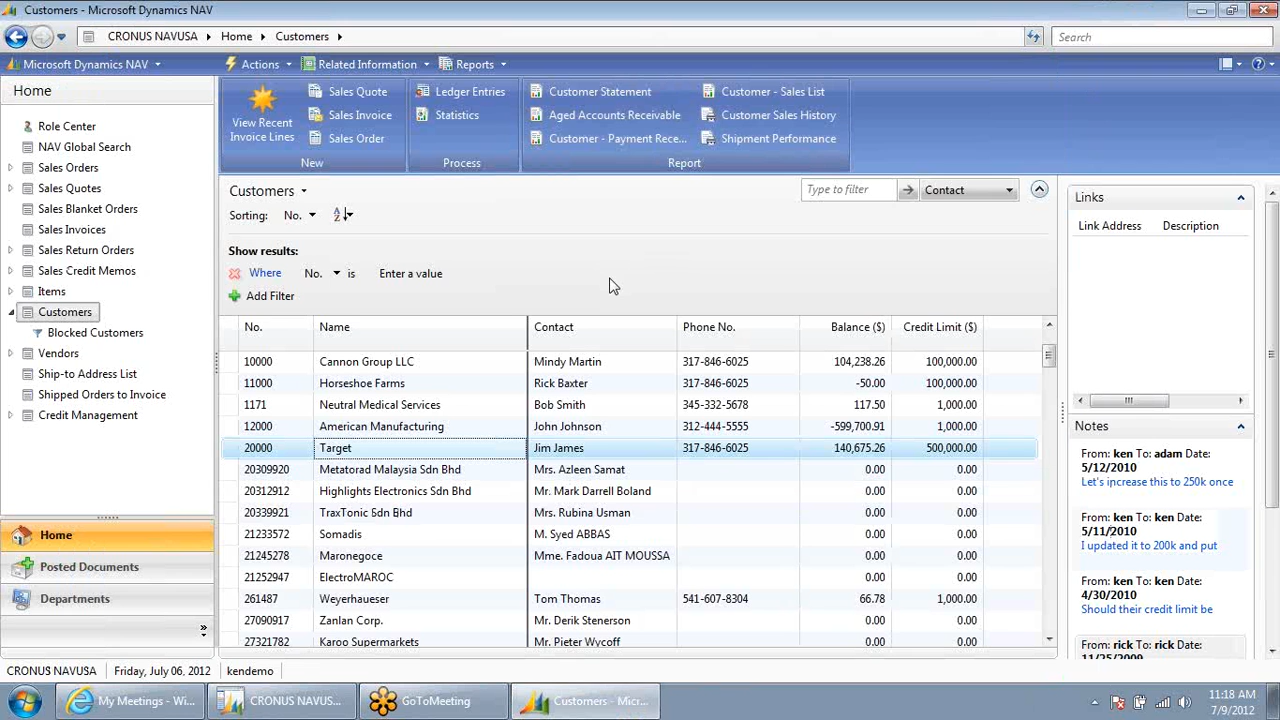 Customers - Microsoft Dynamics NAV
CRONUS NAVUSA
Home
Customers
Search
Microsoft Dynamics NAV
Actions
Related Information
Reports
Home
Role Center
NAV Global Search
Sales Orders
Sales Quotes
Sales Blanket Orders
Sales Invoices
Sales Return Orders
Sales Credit Memos
Items
Customers
Blocked Customers
Vendors
Ship-to Address List
Shipped Orders to Invoice
Credit Management
Home
Posted Documents
Departments
View Recent
Invoice Lines
Sales Quote
Sales Invoice
Sales Order
New
Ledger Entries
Statistics
Process
Customer Statement
Aged Accounts Receivable
Customer - Payment Rece...
Customer - Sales List
Customer Sales History
Shipment Performance
Report
Customers
Type to filter
Contact
Sorting: No.
Show results:
Where No. is Enter a value
Add Filter
No. Name Contact Phone No. Balance ($) Credit Limit ($)
10000 Cannon Group LLC Mindy Martin 317-846-6025 104,238.26 100,000.00
11000 Horseshoe Farms Rick Baxter 317-846-6025 -50.00 100,000.00
1171 Neutral Medical Services Bob Smith 345-332-5678 117.50 1,000.00
12000 American Manufacturing John Johnson 312-444-5555 -599,700.91 1,000.00
20000 Target Jim James 317-846-6025 140,675.26 500,000.00
20309920 Metatorad Malaysia Sdn Bhd Mrs. Azleen Samat 0.00 0.00
20312912 Highlights Electronics Sdn Bhd Mr. Mark Darrell Boland 0.00 0.00
20339921 TraxTonic Sdn Bhd Mrs. Rubina Usman 0.00 0.00
21233572 Somadis M. Syed ABBAS 0.00 0.00
21245278 Maronegoce Mme. Fadoua AIT MOUSSA 0.00 0.00
21252947 ElectroMAROC 0.00 0.00
261487 Weyerhaueser Tom Thomas 541-607-8304 66.78 1,000.00
27090917 Zanlan Corp. Mr. Derik Stenerson 0.00 0.00
27321782 Karoo Supermarkets Mr. Pieter Wycoff 0.00 0.00
Links
Link Address Description
Notes
From: ken To: adam Date:
5/12/2010
Let's increase this to 250k once
From: ken To: ken Date:
5/11/2010
I updated it to 200k and put
From: ken To: ken Date:
4/30/2010
Should their credit limit be
From: rick To: rick Date:
11/25/2009
CRONUS NAVUSA
Friday, July 06, 2012
kendemo
My Meetings - Wi...
CRONUS NAVUS...
GoToMeeting
Customers - Micr...
11:18 AM
7/9/2012